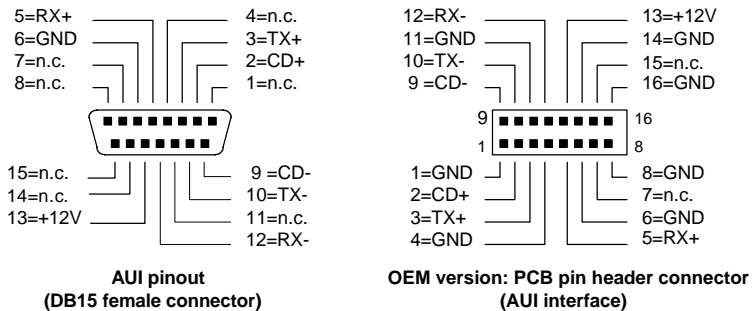 5=RX+
6=GND
7=n.c.
8=n.c.
4=n.c.
3=TX+
2=CD+
1=n.c.
15=n.c.
14=n.c.
13=+12V
9 =CD-
10=TX-
11=n.c.
12=RX-
AUI pinout
(DB15 female connector)
12=RX-
11=GND
10=TX-
9 =CD-
13=+12V
14=GND
15=n.c.
16=GND
9 16
1 8
1=GND
2=CD+
3=TX+
4=GND
8=GND
7=n.c.
6=GND
5=RX+
OEM version: PCB pin header connector
(AUI interface)